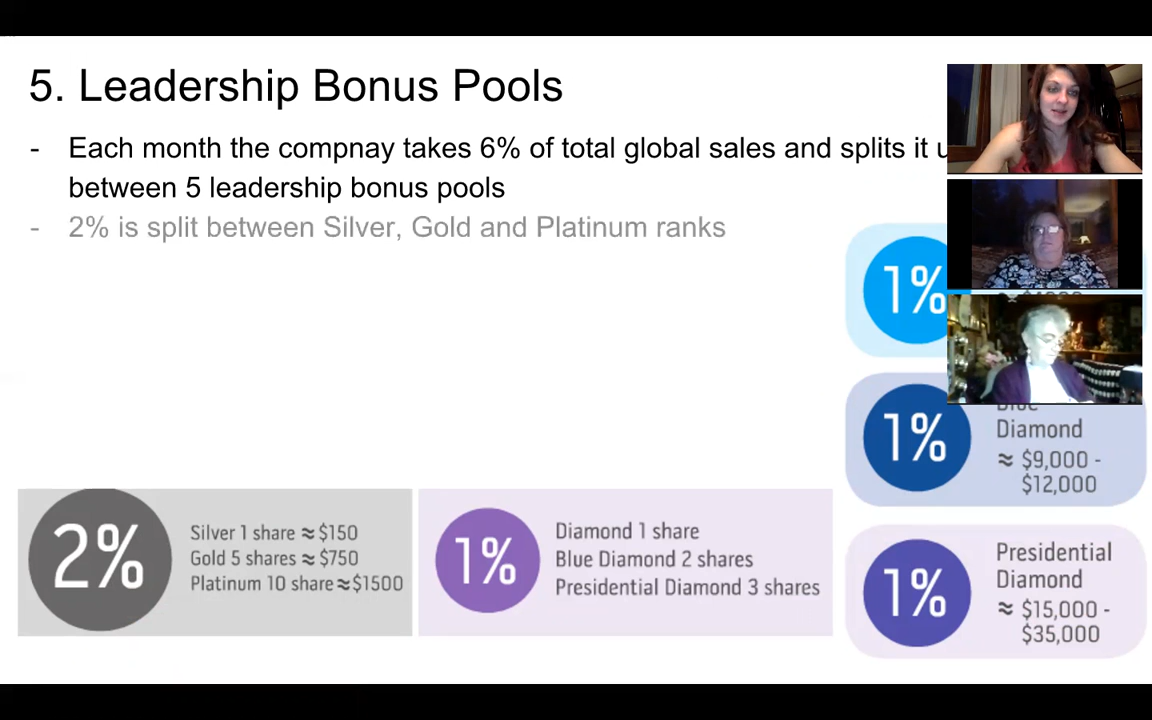 5. Leadership Bonus Pools
- Each month the compnay takes 6% of total global sales and splits it
between 5 leadership bonus pools
- 2% is split between Silver, Gold and Platinum ranks
1%
1%
Diamond
≈ $9,000 -
$12,000
2%
Silver 1 share ≈ $150
Gold 5 shares ≈ $750
Platinum 10 share ≈ $1500
1%
Diamond 1 share
Blue Diamond 2 shares
Presidential Diamond 3 shares
1%
Presidential
Diamond
≈ $15,000 -
$35,000